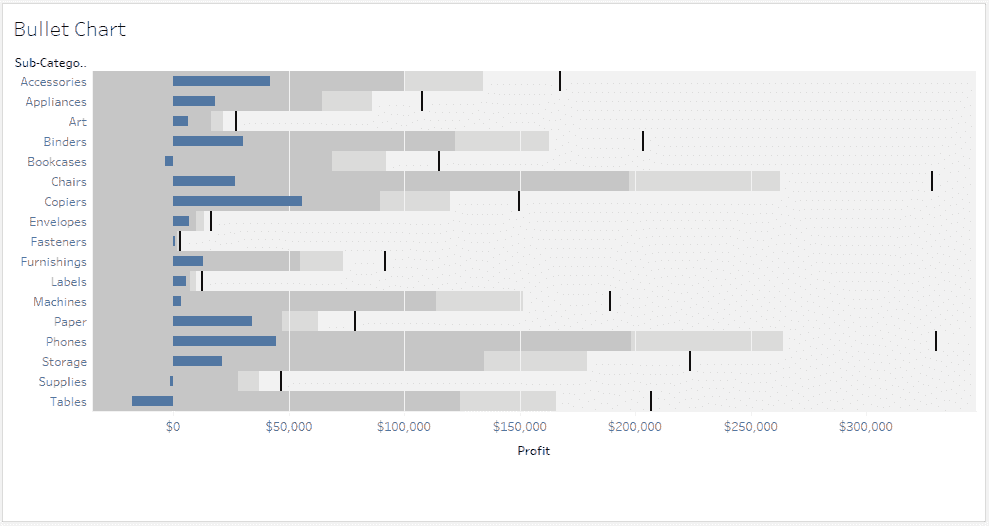 Bullet Chart
Sub-Catego..
Accessories
Appliances
Art
Binders
Bookcases
Chairs
Copiers
Envelopes
Fasteners
Furnishings
Labels
Machines
Paper
Phones
Storage
Supplies
Tables
$0 $50,000 $100,000 $150,000 $200,000 $250,000 $300,000
Profit